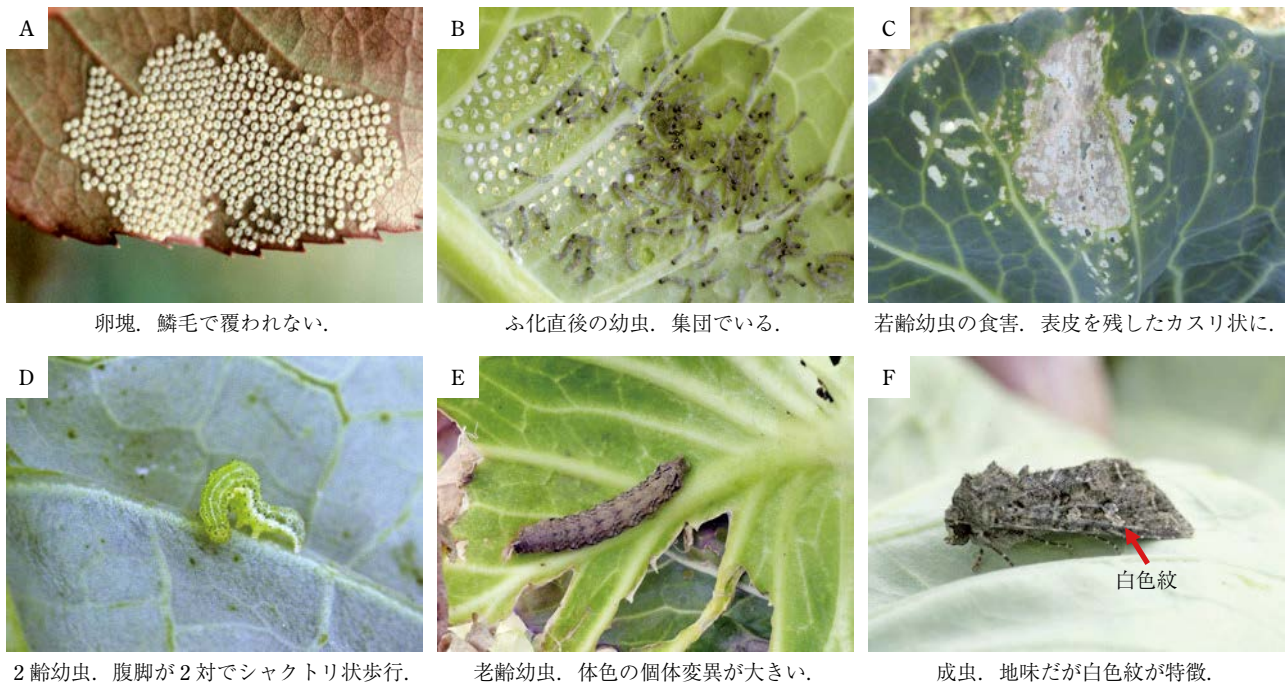 A
B
C
卵塊．鱗毛で覆われない．
ふ化直後の幼虫．集団でいる．
若齢幼虫の食害．表皮を残したカスリ状に．
D
E
F
白色紋
2 齢幼虫．腹脚が 2 対でシャクトリ状歩行．
老齢幼虫．体色の個体変異が大きい．
成虫．地味だが白色紋が特徴．